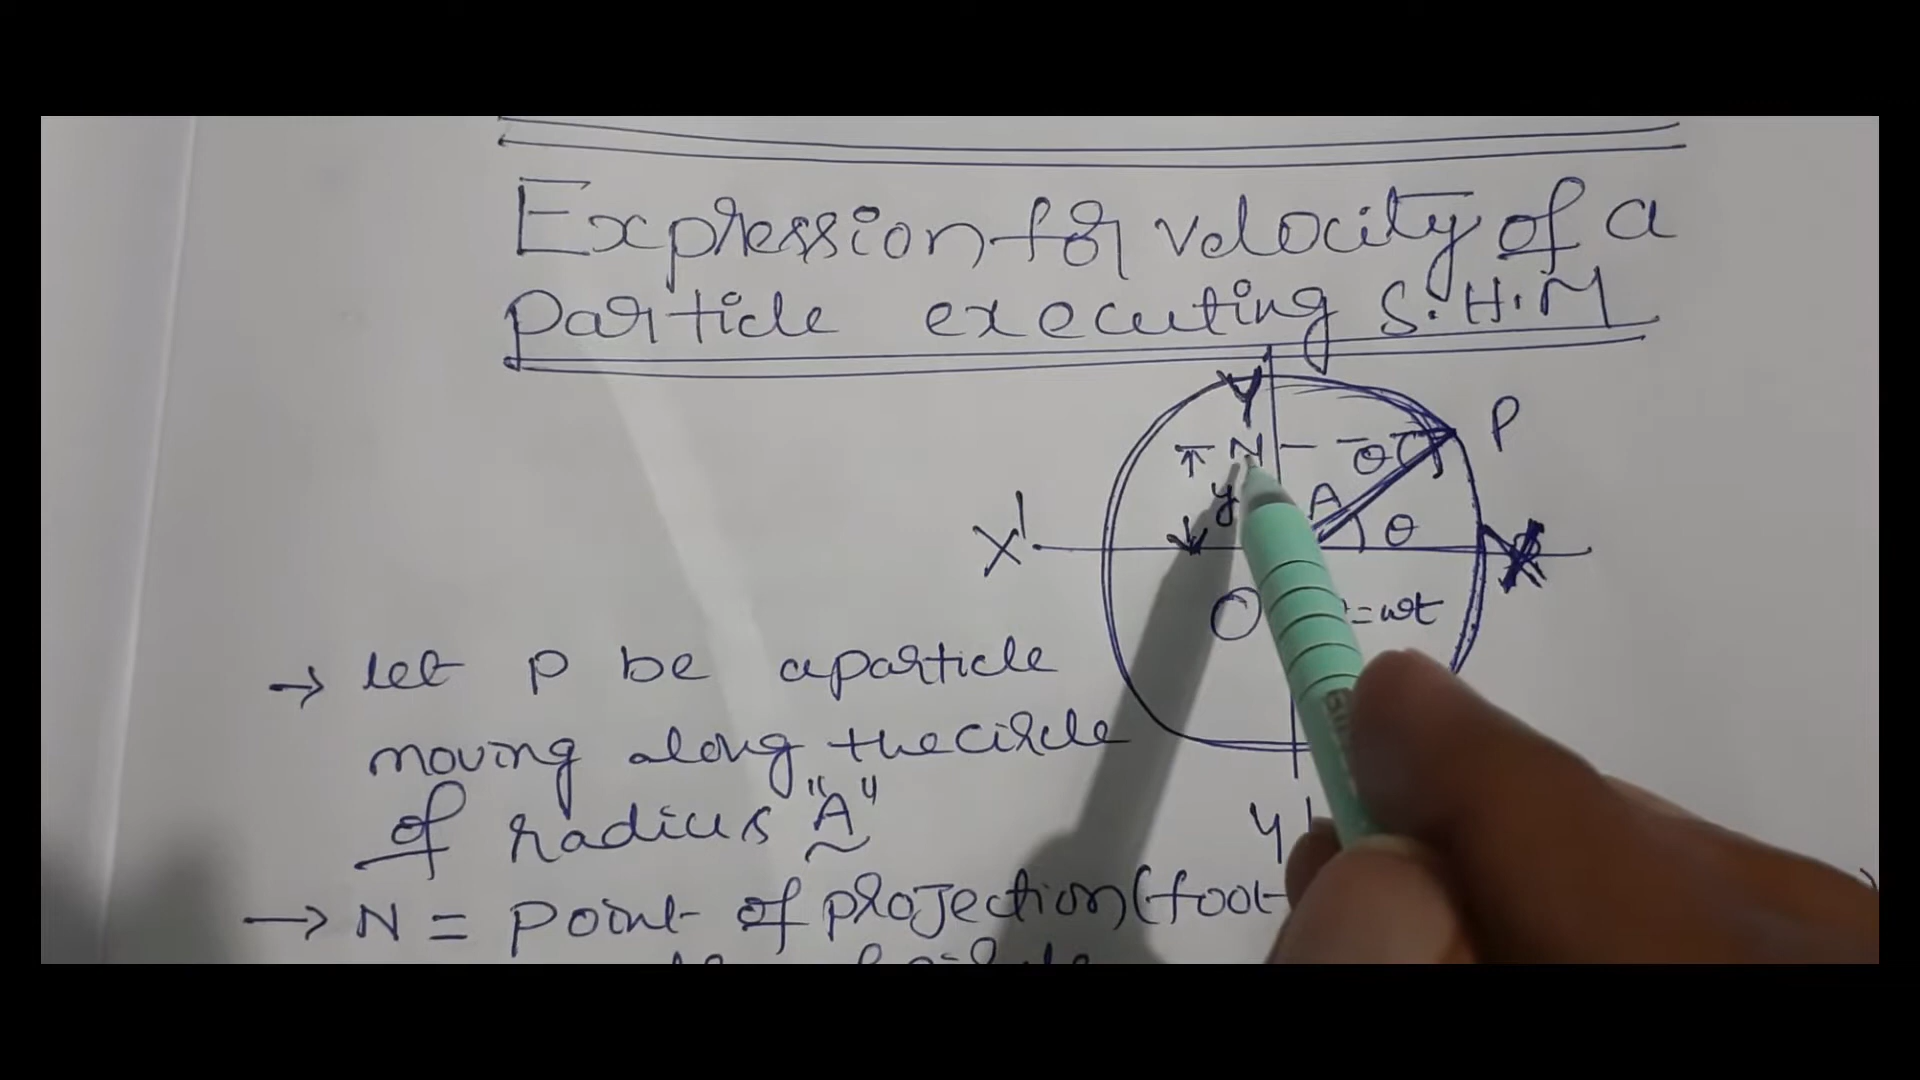 Expression for velocity of a
particle executing S.H.M
Y
N
P
θ
y
A
θ
X'
X
O
=wt
→ let P be a particle
moving along the circle
of radius "A"
Y'
→ N = point of projection (foot